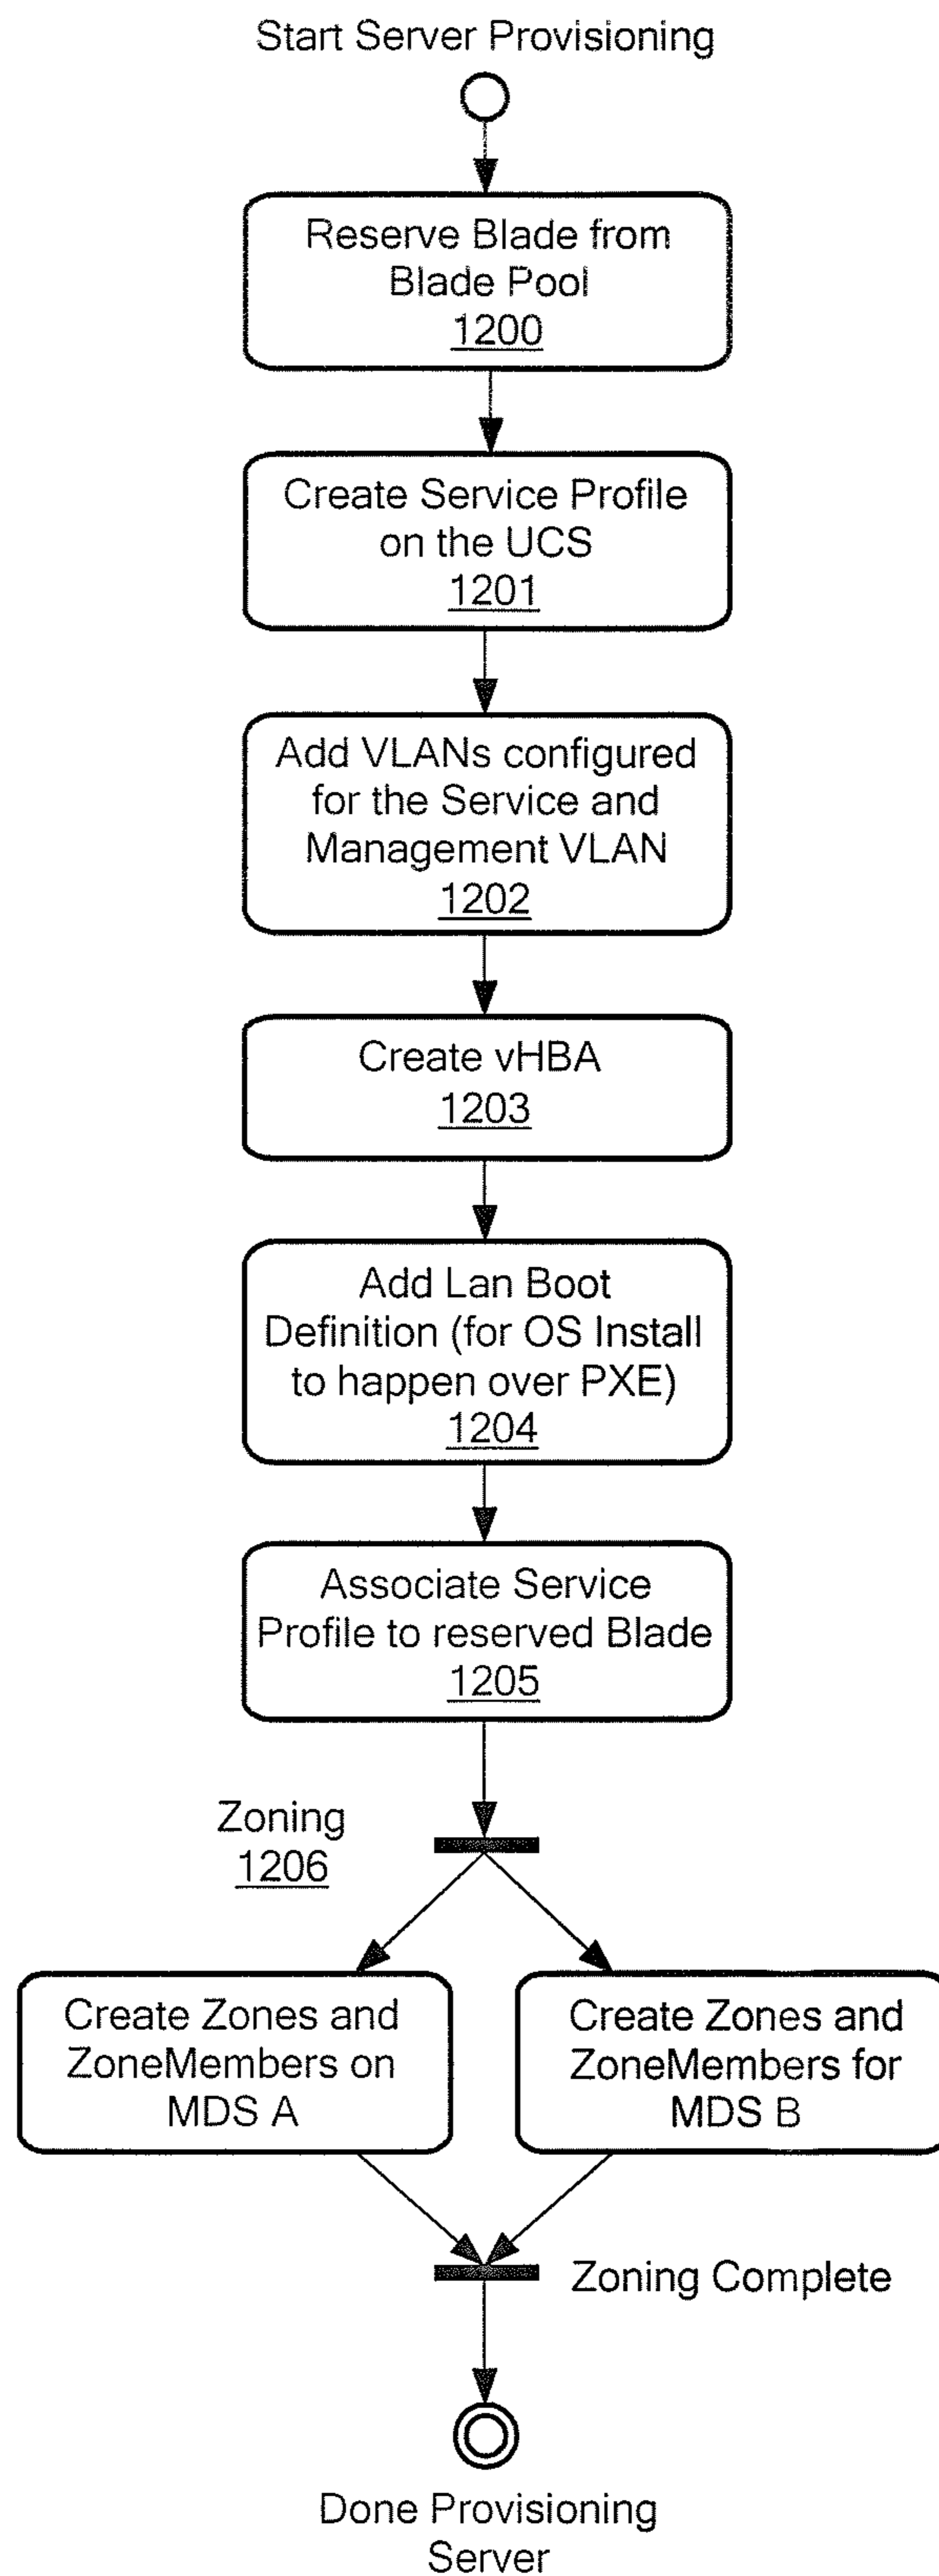 Start Server Provisioning
Reserve Blade from
Blade Pool
1200
Create Service Profile
on the UCS
1201
Add VLANs configured
for the Service and
Management VLAN
1202
Create vHBA
1203
Add Lan Boot
Definition (for OS Install
to happen over PXE)
1204
Associate Service
Profile to reserved Blade
1205
Zoning
1206
Create Zones and
ZoneMembers on
MDS A
Create Zones and
ZoneMembers for
MDS B
Zoning Complete
Done Provisioning
Server